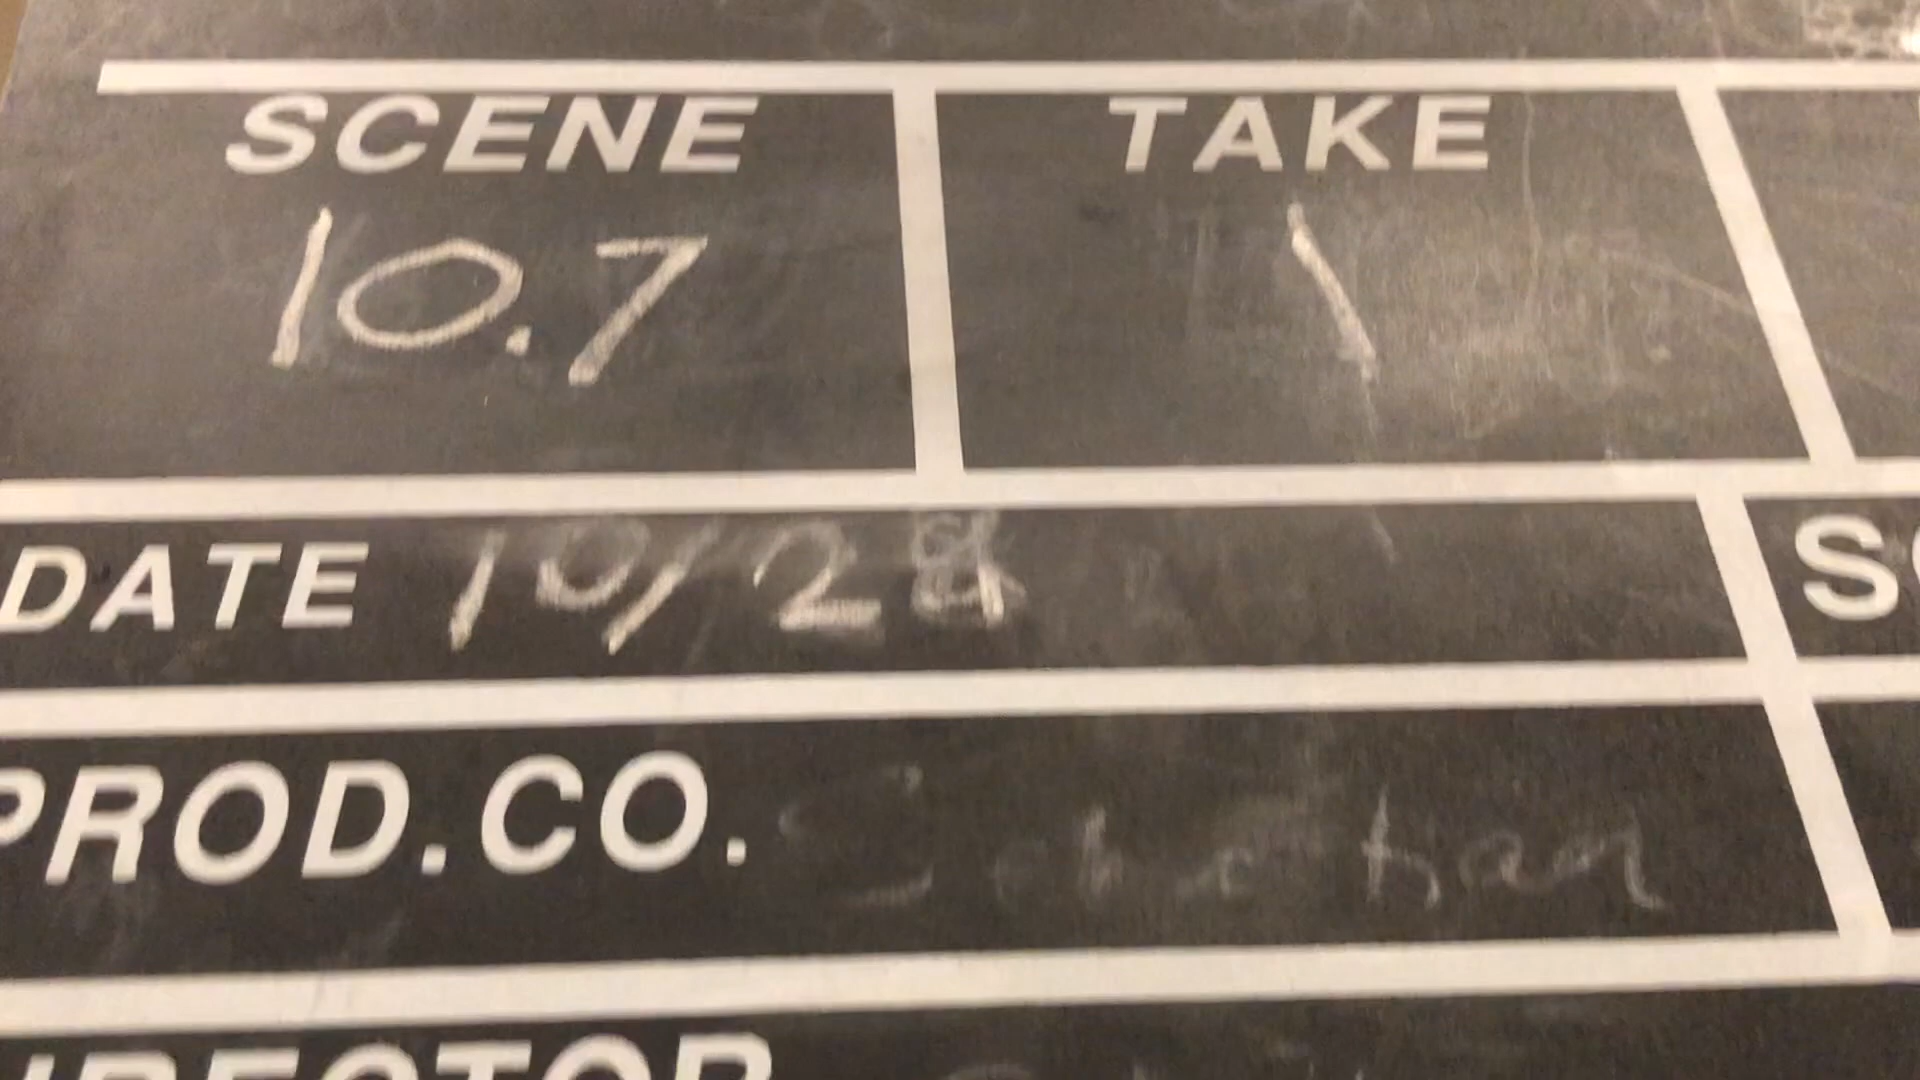 SCENE TAKE
10.7 1
DATE 10/28
PROD.CO.